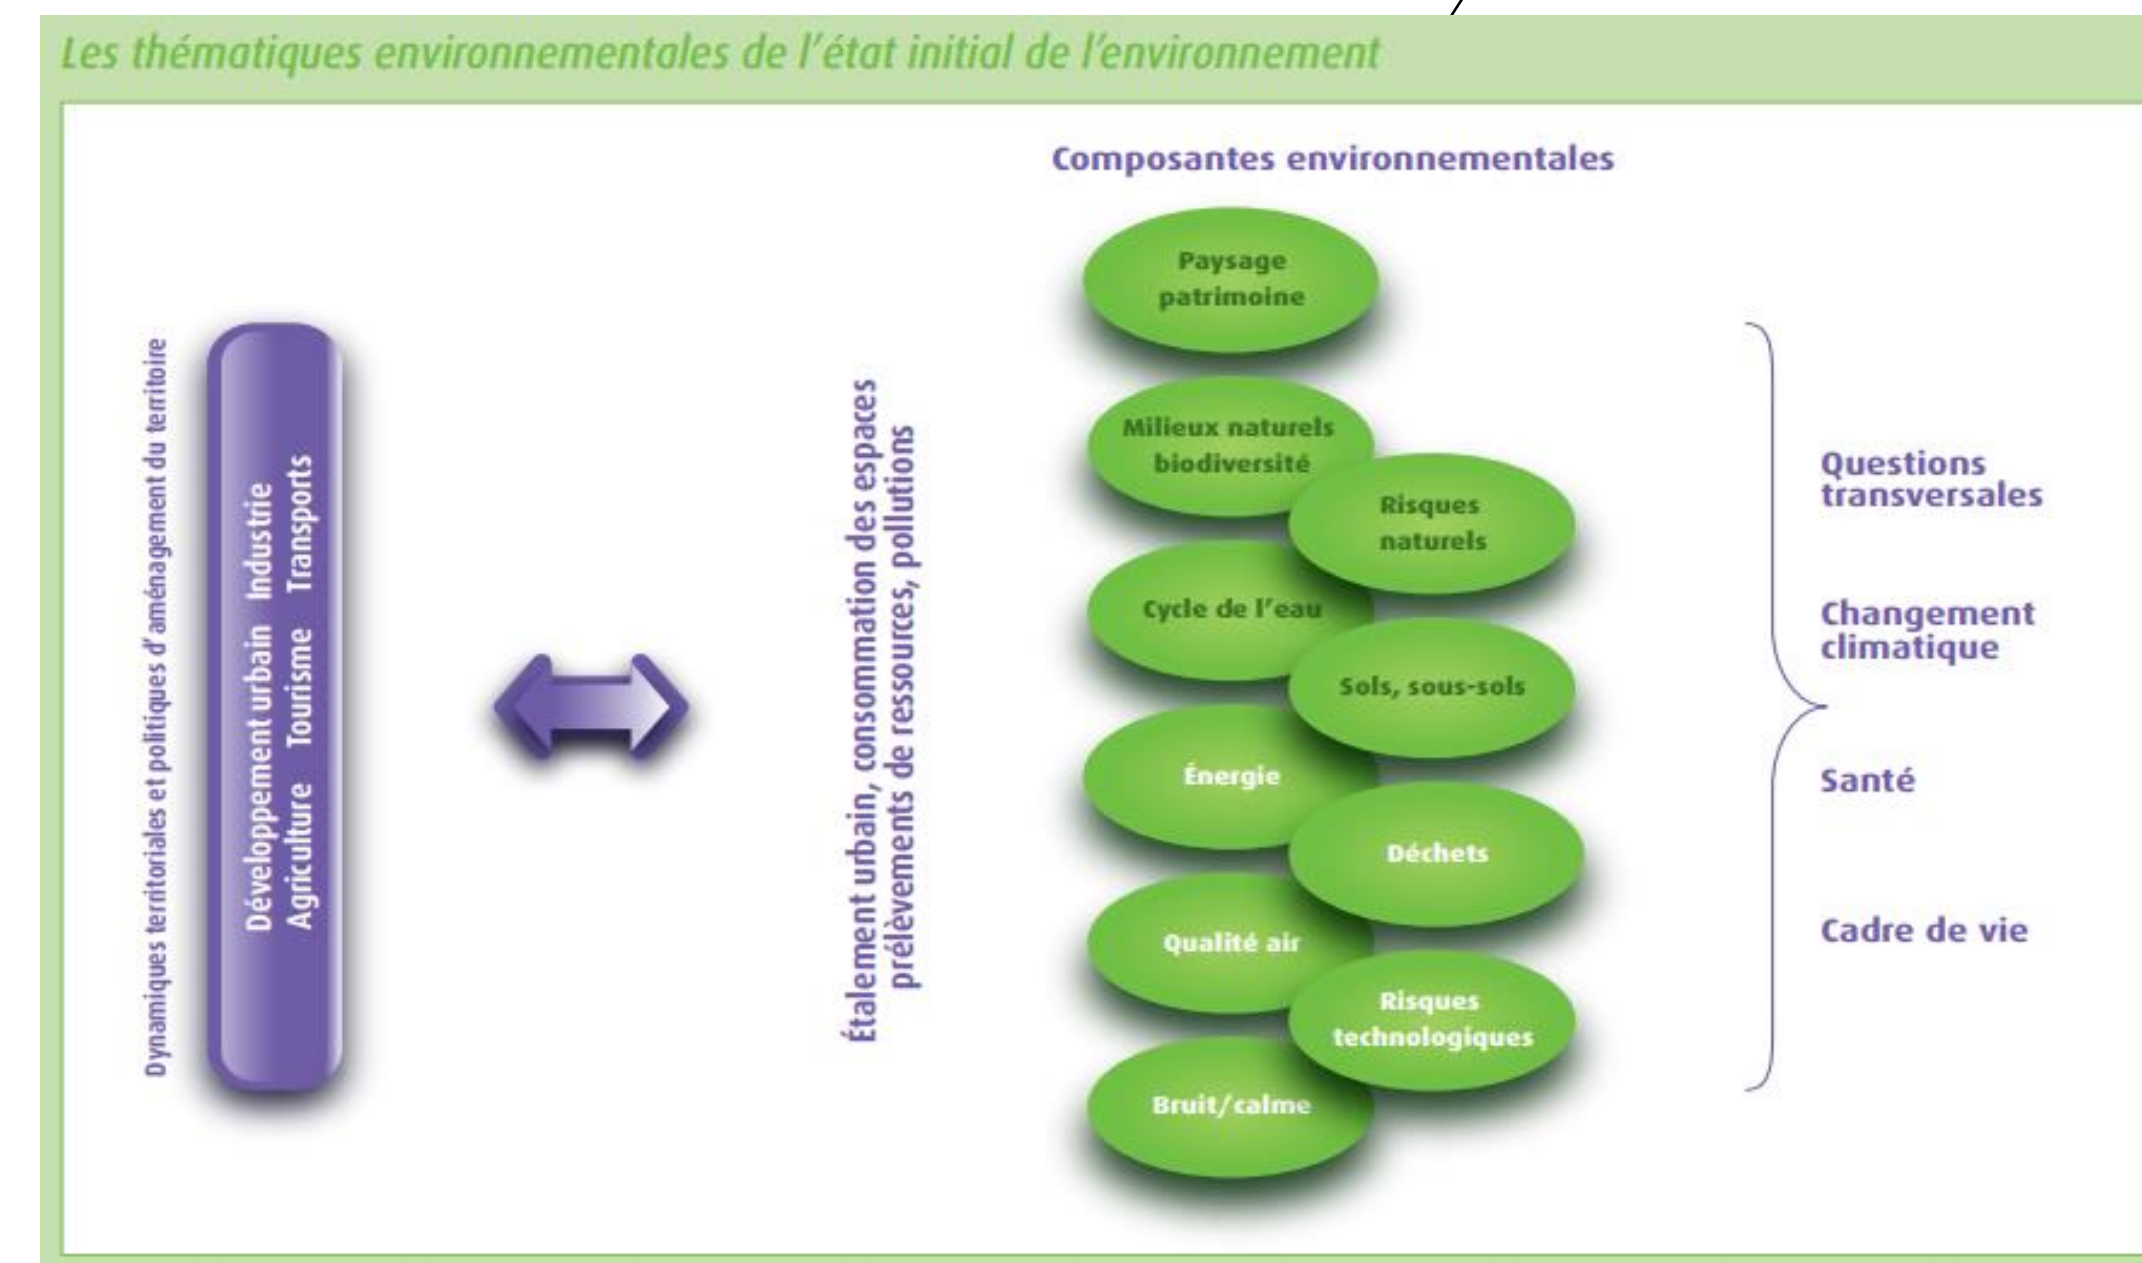 Les thématiques environnementales de l'état initial de l'environnement
Dynamiques territoriales et politiques d'aménagement du territoire
Développement urbain Industrie
Agriculture Tourisme Transports
Étalement urbain, consommation des espaces
prélèvements de ressources, pollutions
Composantes environnementales
Paysage
patrimoine
Milieux naturels
biodiversité
Risques
naturels
Cycle de l'eau
Sols, sous-sols
Énergie
Déchets
Qualité air
Risques
technologiques
Bruit/calme
Questions
transversales
Changement
climatique
Santé
Cadre de vie